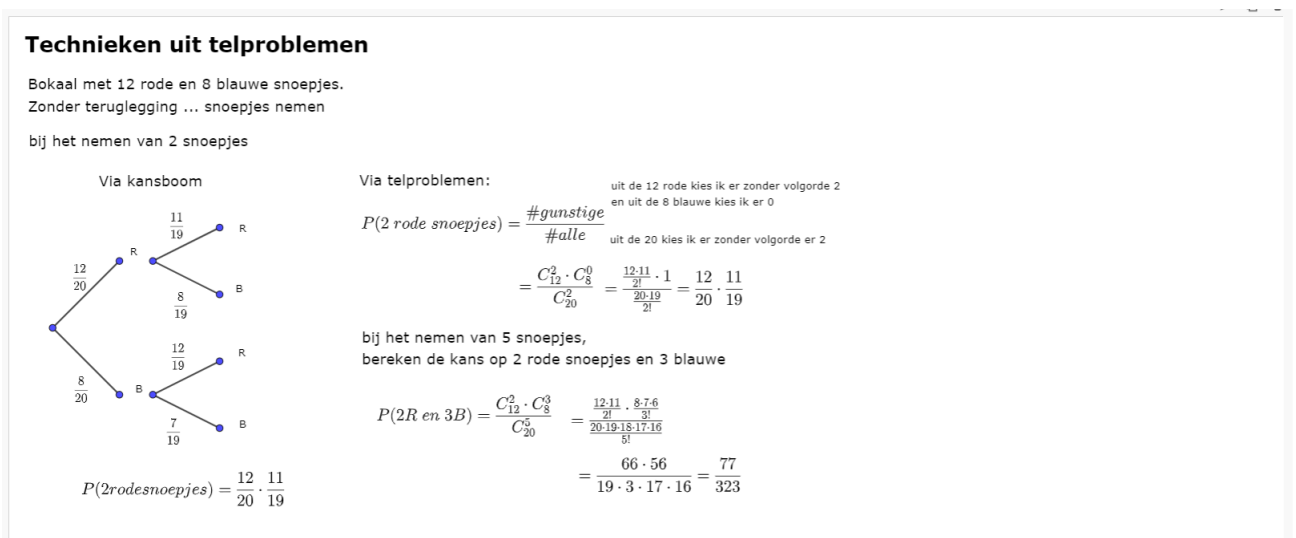 Technieken uit telproblemen
Bokaal met 12 rode en 8 blauwe snoepjes.
Zonder teruglegging ... snoepjes nemen
bij het nemen van 2 snoepjes
Via kansboom
12/20
R
11/19
R
8/19
B
8/20
B
12/19
R
7/19
B
P(2rodesnoepjes) = 12/20 · 11/19
Via telproblemen:
P(2 rode snoepjes) = #gunstige / #alle
uit de 12 rode kies ik er zonder volgorde 2
en uit de 8 blauwe kies ik er 0
uit de 20 kies ik er zonder volgorde er 2
= (C₁₂² · C₈⁰) / C₂₀² = ((12·11)/2! · 1) / ((20·19)/2!) = 12/20 · 11/19
bij het nemen van 5 snoepjes,
bereken de kans op 2 rode snoepjes en 3 blauwe
P(2R en 3B) = (C₁₂² · C₈³) / C₂₀⁵ = ((12·11)/2! · (8·7·6)/3!) / ((20·19·18·17·16)/5!)
= (66 · 56) / (19 · 3 · 17 · 16) = 77/323